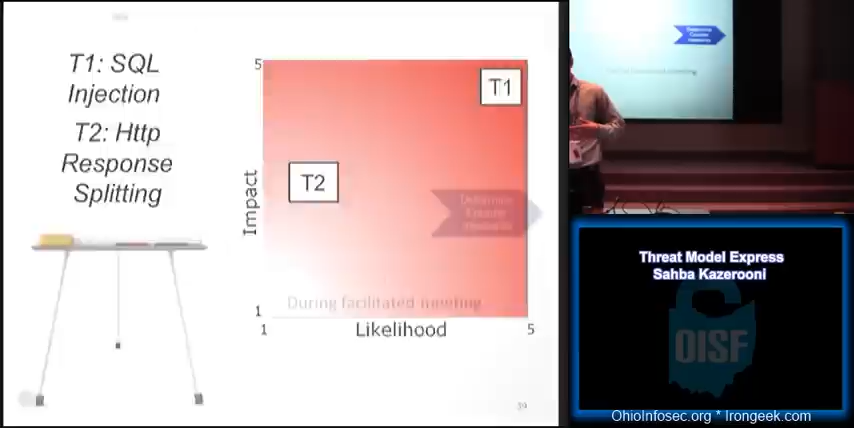 T1: SQL
Injection
T2: Http
Response
Splitting
5
T1
T2
Impact
During facilitated meeting
1
Likelihood
1
5
39
Threat Model Express
Sahba Kazerooni
OISF
OhioInfosec.org * Irongeek.com